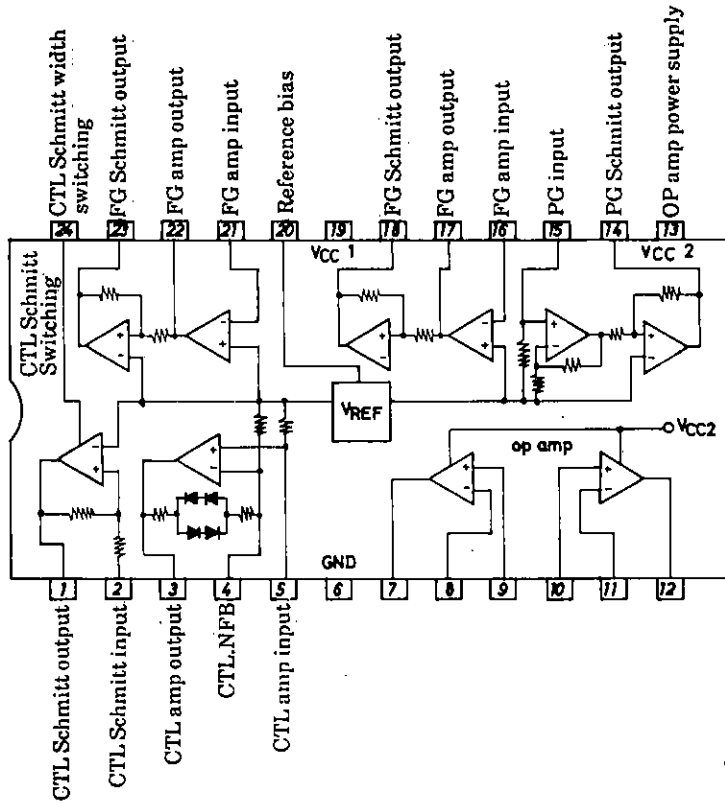 CTL Schmitt width
switching
FG Schmitt output
FG amp output
FG amp input
Reference bias
FG Schmitt output
FG amp output
FG amp input
PG input
PG Schmitt output
OP amp power supply
24 23 22 21 20 19 18 17 16 15 14 13
VCC 1
VCC 2
CTL Schmitt
Switching
VREF
VCC2
op amp
GND
1 2 3 4 5 6 7 8 9 10 11 12
CTL Schmitt output
CTL Schmitt input
CTL amp output
CTL.NFB
CTL amp input